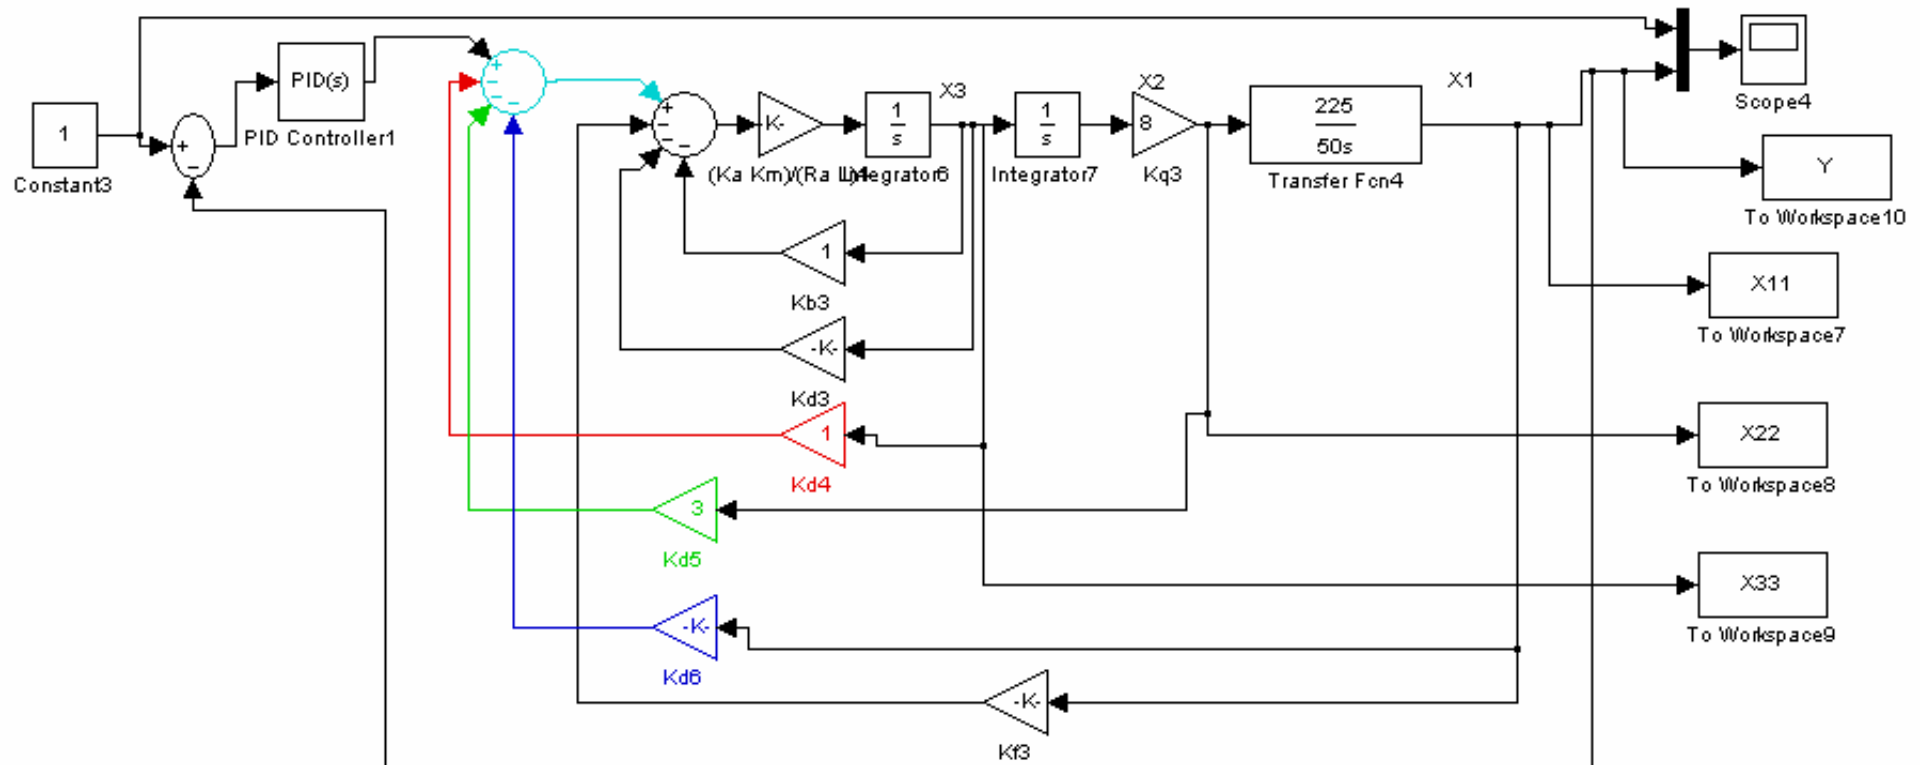 1
Constant3
+
−
PID(s)
PID Controller1
+
−
−
−
+
−
−
−
K-
(Ka Km)/(Ra
1
s
Integrator6
X3
1
s
Integrator7
X2
8
Kq3
225
50s
Transfer Fcn4
X1
Scope4
Y
To Workspace10
X11
To Workspace7
1
Kb3
-K-
Kd3
1
Kd4
X22
To Workspace8
3
Kd5
X33
To Workspace9
-K-
Kd6
-K-
Kf3